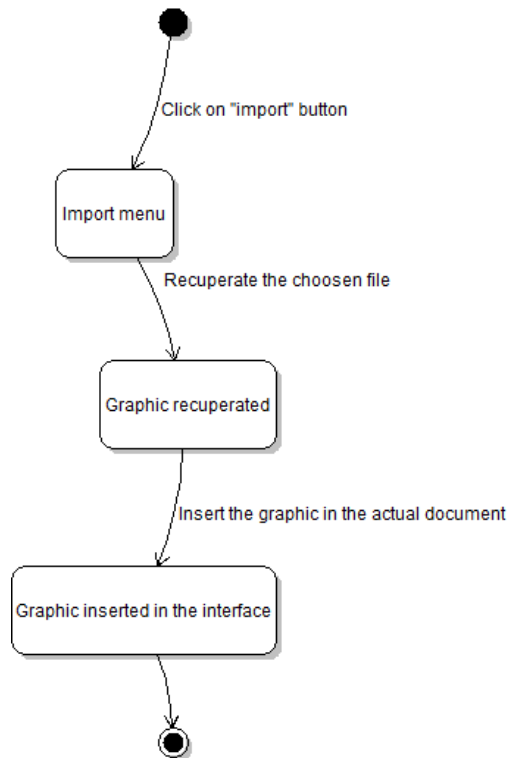 Click on "import" button
Import menu
Recuperate the choosen file
Graphic recuperated
Insert the graphic in the actual document
Graphic inserted in the interface